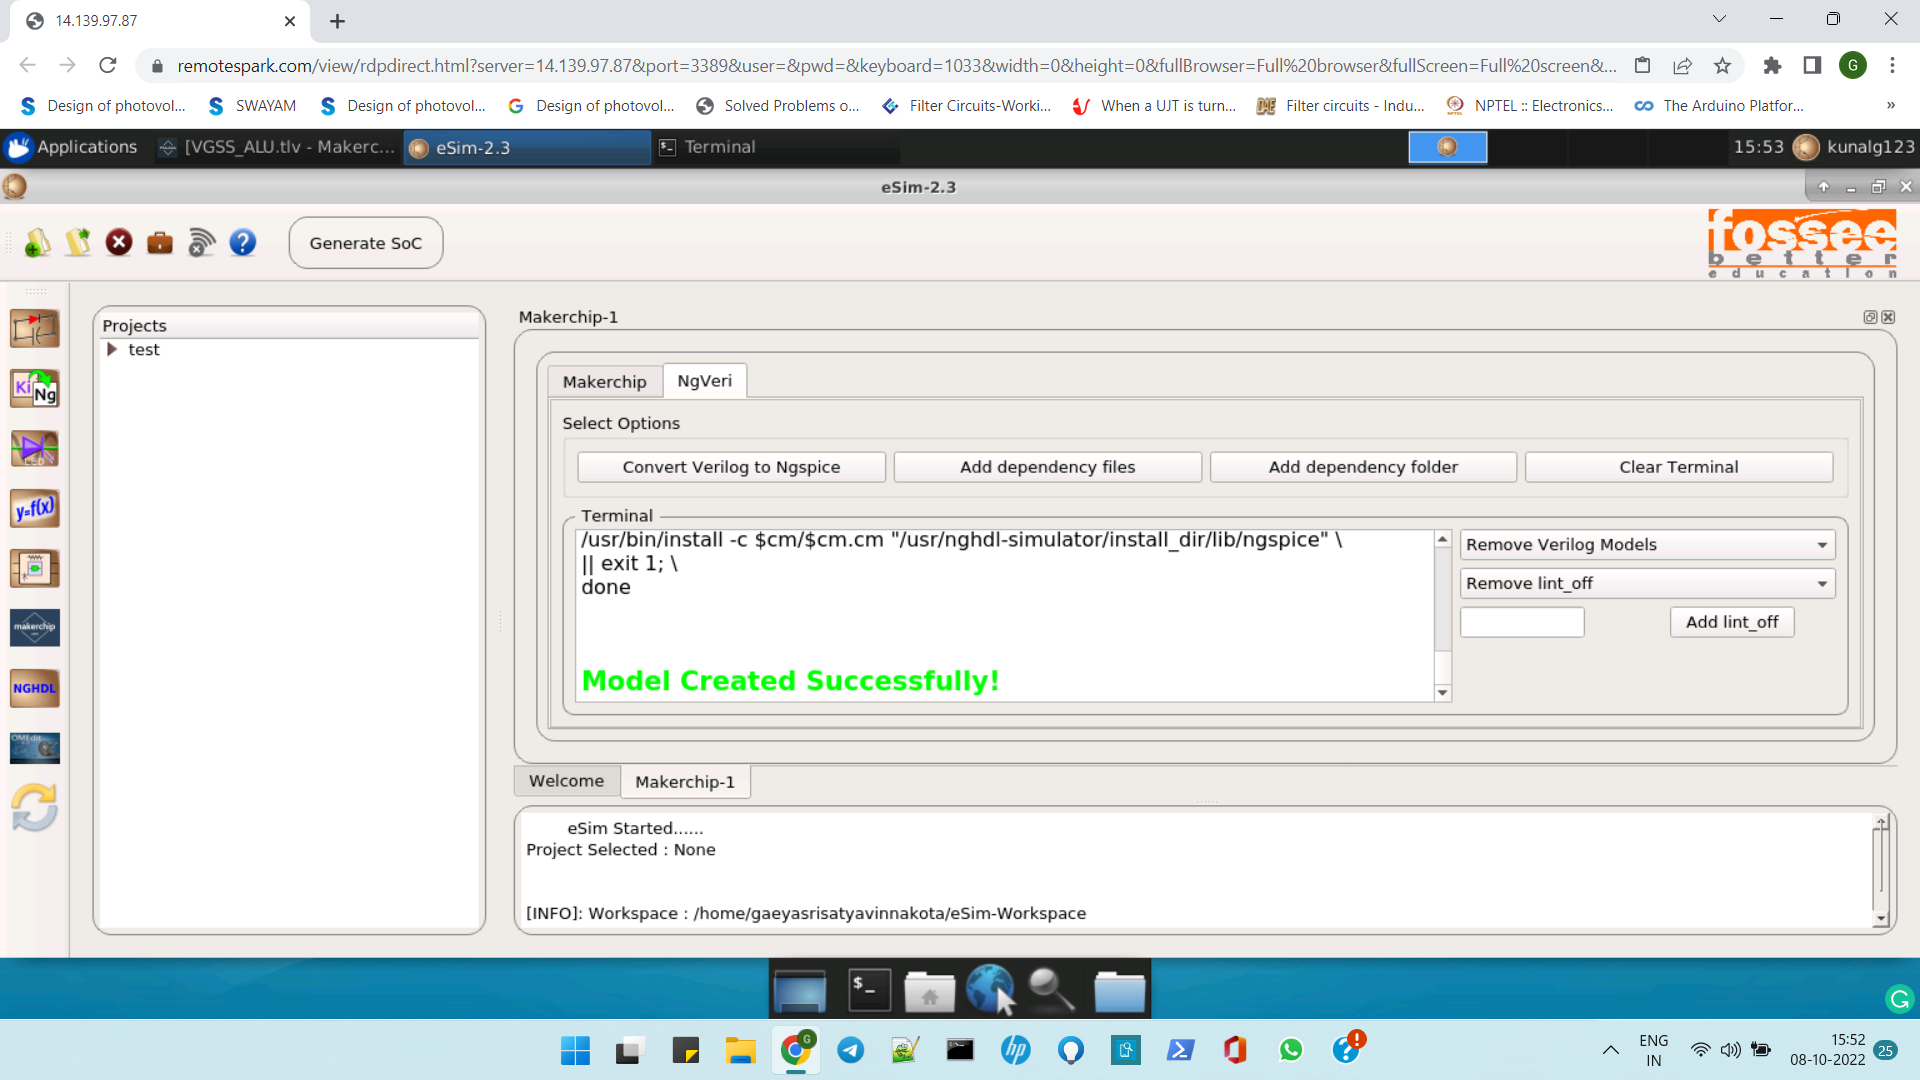 14.139.97.87
remotespark.com/view/rdpdirect.html?server=14.139.97.87&port=3389&user=&pwd=&keyboard=1033&width=0&height=0&fullBrowser=Full%20browser&fullScreen=Full%20screen&...
G
Design of photovol...
SWAYAM
Design of photovol...
Design of photovol...
Solved Problems o...
Filter Circuits-Worki...
When a UJT is turn...
Filter circuits - Indu...
NPTEL :: Electronics...
The Arduino Platfor...
»
Applications
[VGSS_ALU.tlv - Makerc...
eSim-2.3
Terminal
15:53
kunalg123
eSim-2.3
Generate SoC
fossee
better
education
Projects
test
Makerchip-1
Makerchip
NgVeri
Select Options
Convert Verilog to Ngspice
Add dependency files
Add dependency folder
Clear Terminal
Terminal
/usr/bin/install -c $cm/$cm.cm "/usr/nghdl-simulator/install_dir/lib/ngspice" \
|| exit 1; \
done
Model Created Successfully!
Remove Verilog Models
Remove lint_off
Add lint_off
Ki
Ng
y=f(x)
makerchip
NGHDL
OMEdit
Welcome
Makerchip-1
eSim Started......
Project Selected : None
[INFO]: Workspace : /home/gaeyasrisatyavinnakota/eSim-Workspace
ENG
IN
15:52
08-10-2022
25